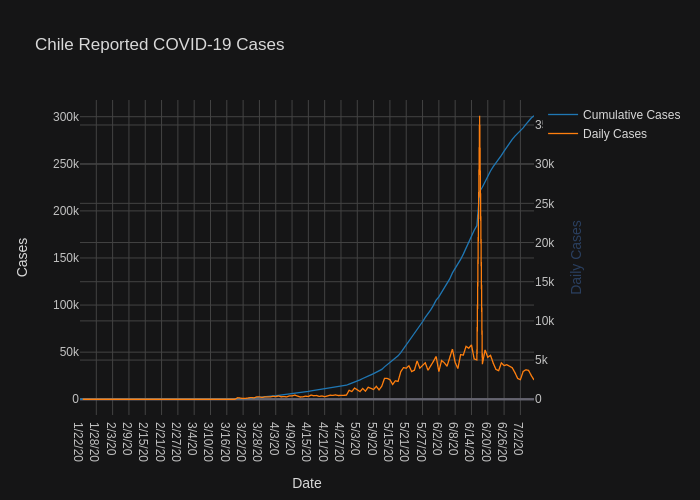 Chile Reported COVID-19 Cases
Cumulative Cases
Daily Cases
300k
250k
200k
150k
100k
50k
0
Cases
30k
25k
20k
15k
10k
5k
0
Daily Cases
1/22/20
1/28/20
2/3/20
2/9/20
2/15/20
2/21/20
2/27/20
3/4/20
3/10/20
3/16/20
3/22/20
3/28/20
4/3/20
4/9/20
4/15/20
4/21/20
4/27/20
5/3/20
5/9/20
5/15/20
5/21/20
5/27/20
6/2/20
6/8/20
6/14/20
6/20/20
6/26/20
7/2/20
Date